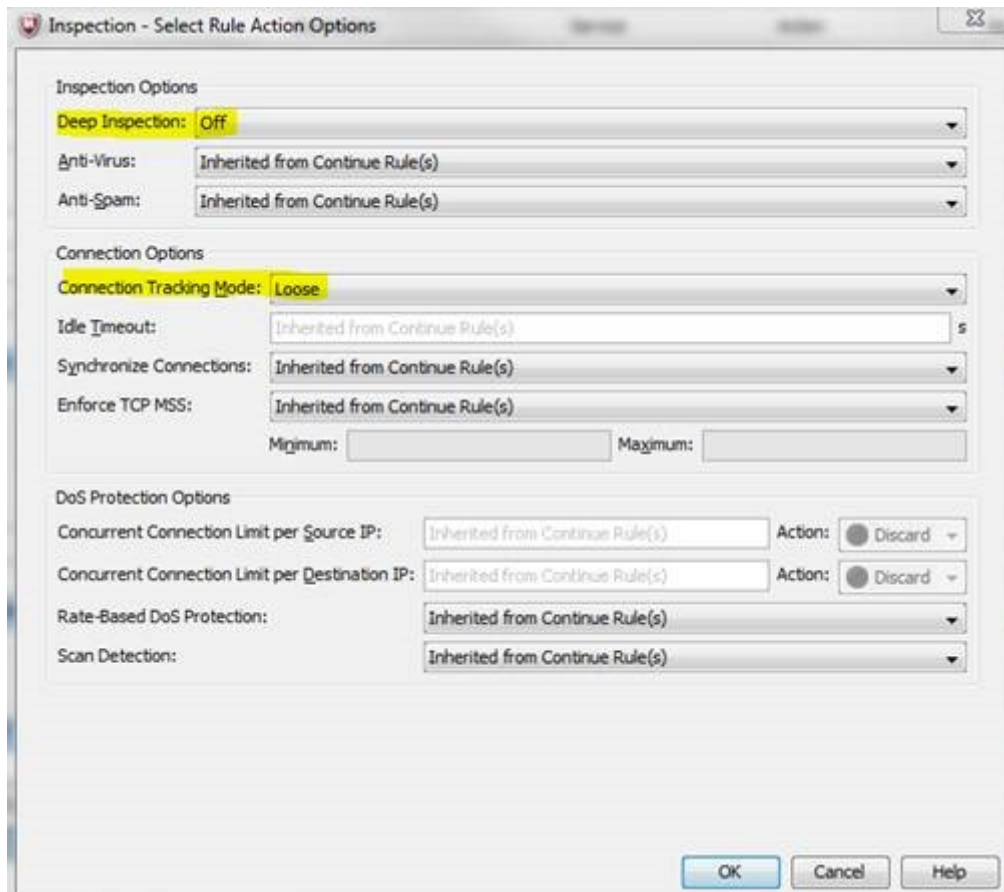 Inspection - Select Rule Action Options
Inspection Options
Deep Inspection: Off
Anti-Virus: Inherited from Continue Rule(s)
Anti-Spam: Inherited from Continue Rule(s)
Connection Options
Connection Tracking Mode: Loose
Idle Timeout: Inherited from Continue Rule(s) s
Synchronize Connections: Inherited from Continue Rule(s)
Enforce TCP MSS: Inherited from Continue Rule(s)
Minimum: Maximum:
DoS Protection Options
Concurrent Connection Limit per Source IP: Inherited from Continue Rule(s) Action: Discard
Concurrent Connection Limit per Destination IP: Inherited from Continue Rule(s) Action: Discard
Rate-Based DoS Protection: Inherited from Continue Rule(s)
Scan Detection: Inherited from Continue Rule(s)
OK Cancel Help